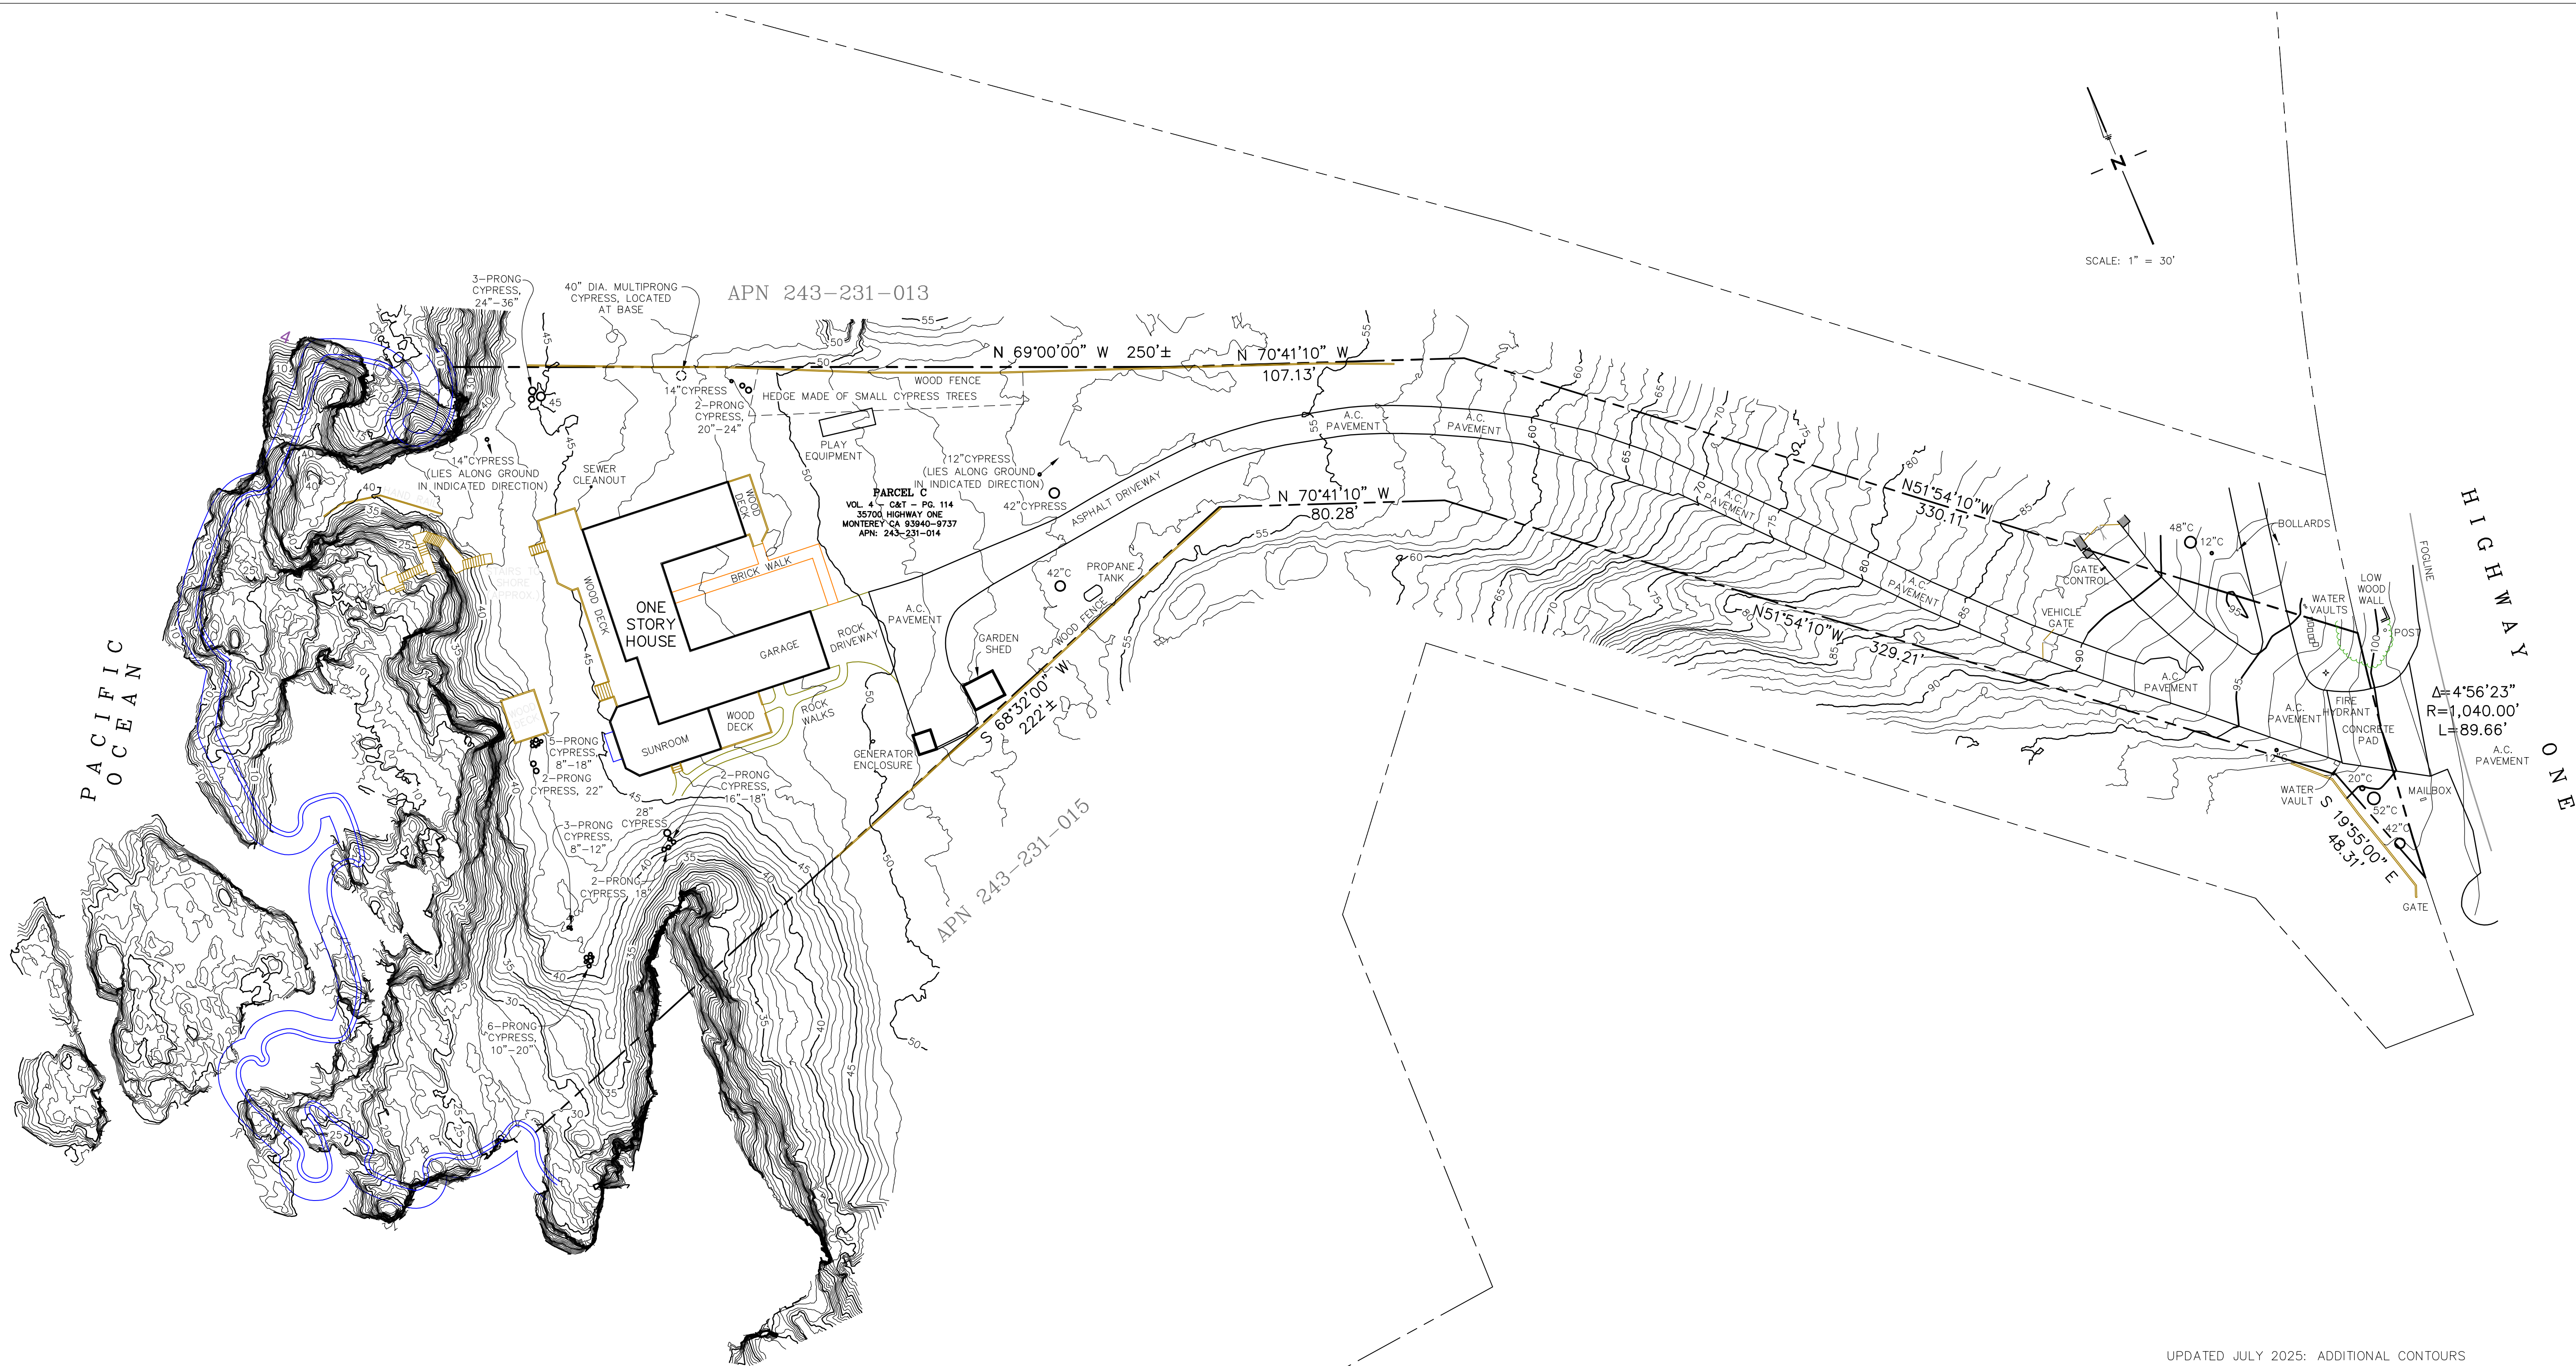 SCALE: 1" = 30'
3-PRONG
CYPRESS,
24"-36"
40" DIA. MULTIPRONG
CYPRESS, LOCATED
AT BASE
APN 243-231-013
N 69°00'00" W 250'±
N 70°41'10" W
107.13'
WOOD FENCE
HEDGE MADE OF SMALL CYPRESS TREES
14"CYPRESS
2-PRONG
CYPRESS,
20"-24"
PLAY
EQUIPMENT
14"CYPRESS
(LIES ALONG GROUND
IN INDICATED DIRECTION)
SEWER
CLEANOUT
12"CYPRESS
(LIES ALONG GROUND
IN INDICATED DIRECTION)
42"CYPRESS
PARCEL C
VOL. 4 - C&T - PG. 114
35700 HIGHWAY ONE
MONTEREY CA 93940-9737
APN: 243-231-014
ASPHALT DRIVEWAY
A.C.
PAVEMENT
A.C.
PAVEMENT
A.C.
PAVEMENT
A.C.
PAVEMENT
N 70°41'10" W
80.28'
N51°54'10"W
330.11'
N51°54'10"W
329.21'
WOOD
DECK
BRICK WALK
ONE
STORY
HOUSE
WOOD DECK
GARAGE
ROCK
DRIVEWAY
A.C.
PAVEMENT
42"C
PROPANE
TANK
WOOD FENCE
GARDEN
SHED
S 68°32'00" W
222'±
SUNROOM
WOOD
DECK
ROCK
WALKS
GENERATOR
ENCLOSURE
STAIRS TO
SHORE
(APPROX.)
WOOD
DECK
5-PRONG
CYPRESS,
8"-18"
2-PRONG
CYPRESS, 22"
2-PRONG
CYPRESS,
16"-18"
28"
CYPRESS
3-PRONG
CYPRESS,
8"-12"
2-PRONG
CYPRESS, 18"
6-PRONG
CYPRESS,
10"-20"
APN 243-231-015
PACIFIC
OCEAN
4
48"C
12"C
BOLLARDS
GATE
CONTROL
VEHICLE
GATE
WATER
VAULTS
LOW
WOOD
WALL
POST
FOGLINE
HIGHWAY ONE
A.C.
PAVEMENT
A.C.
PAVEMENT
FIRE
HYDRANT
CONCRETE
PAD
Δ=4°56'23"
R=1,040.00'
L=89.66'
A.C.
PAVEMENT
12"C
20"C
52"C
42"C
MAILBOX
WATER
VAULT
S 19°55'00" E
48.31'
GATE
N
UPDATED JULY 2025: ADDITIONAL CONTOURS